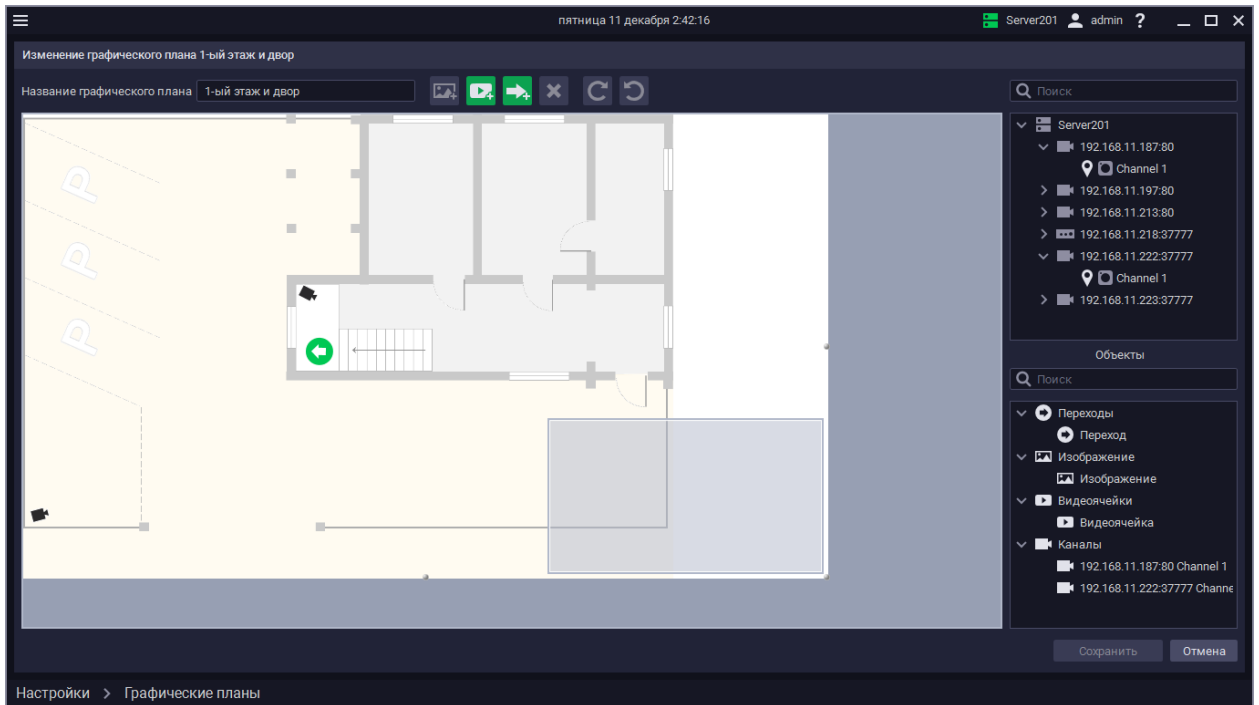 пятница 11 декабря 2:42:16
Server201 admin ?
Изменение графического плана 1-ый этаж и двор
Название графического плана 1-ый этаж и двор
Поиск
Server201
192.168.11.187:80
Channel 1
192.168.11.197:80
192.168.11.213:80
192.168.11.218:37777
192.168.11.222:37777
Channel 1
192.168.11.223:37777
P
P
P
Объекты
Поиск
Переходы
Переход
Изображение
Изображение
Видеоячейки
Видеоячейка
Каналы
192.168.11.187:80 Channel 1
192.168.11.222:37777 Channe
Сохранить Отмена
Настройки > Графические планы